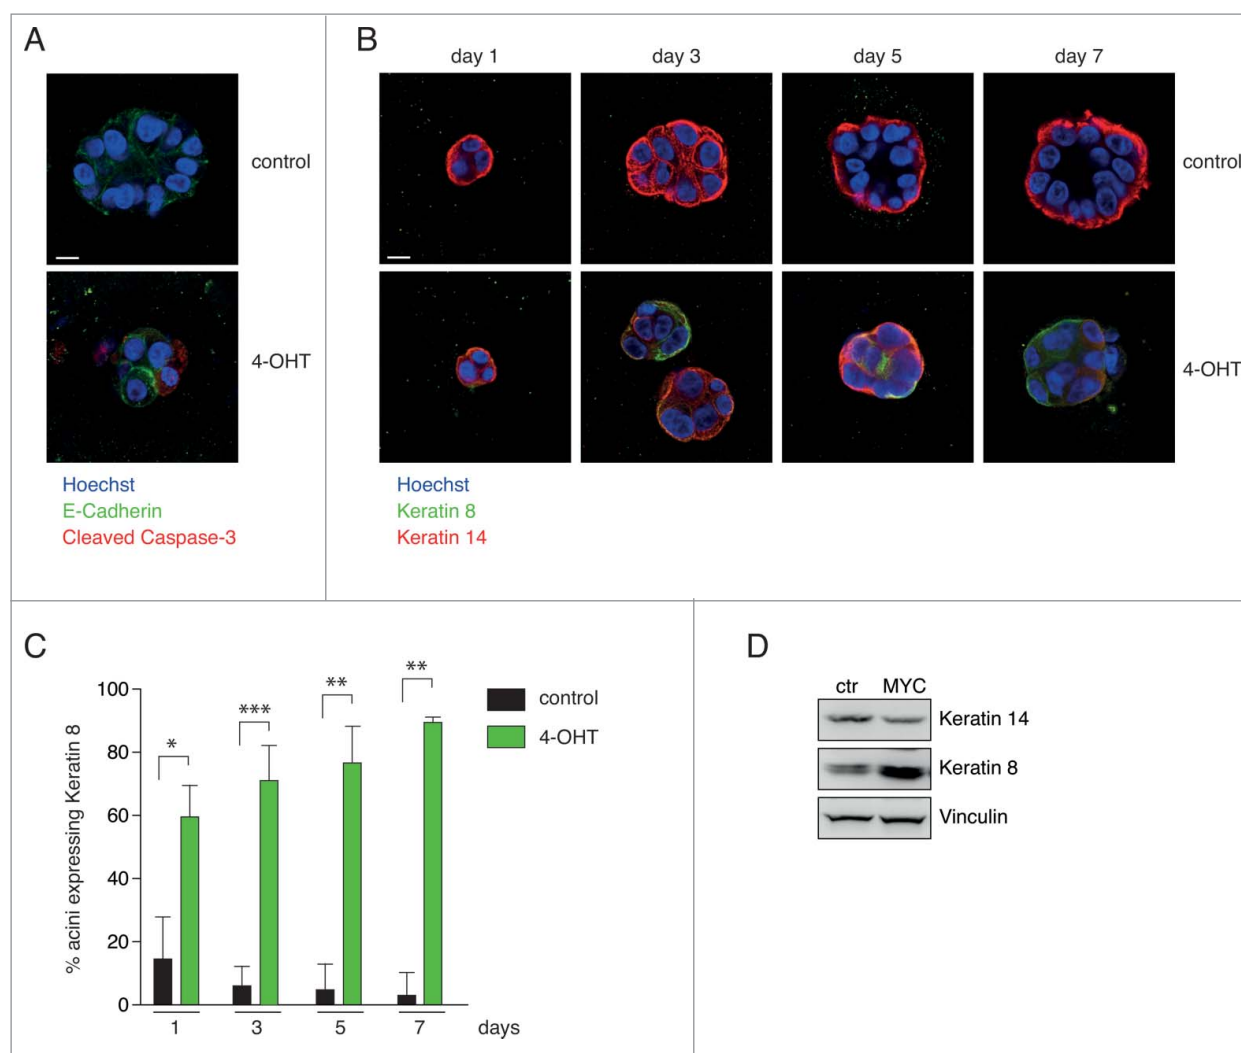 A
B
day 1
day 3
day 5
day 7
control
control
4-OHT
4-OHT
Hoechst
E-Cadherin
Cleaved Caspase-3
Hoechst
Keratin 8
Keratin 14
C
% acini expressing Keratin 8
100
80
60
40
20
0
*
***
**
**
1
3
5
7
days
control
4-OHT
D
ctr
MYC
Keratin 14
Keratin 8
Vinculin